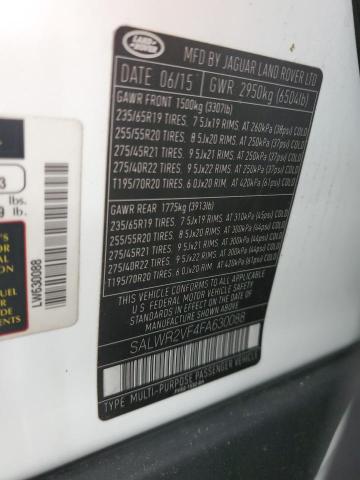 LAND
ROVER
MFD BY JAGUAR LAND ROVER LTD
DATE 06/15 GWR 2950kg (6504lb)
GAWR FRONT 1500kg (3307lb)
235/65R19 TIRES, 7.5Jx19 RIMS, AT 260kPa (38psi) COLD
255/55R20 TIRES, 8.5Jx20 RIMS, AT 250kPa (37psi) COLD
275/45R21 TIRES, 9.5Jx21 RIMS, AT 250kPa (37psi) COLD
275/40R22 TIRES, 9.5Jx22 RIMS, AT 250kPa (37psi) COLD
T195/70R20 TIRES, 6.0Jx20 RIM, AT 420kPa (61psi) COLD
GAWR REAR 1775kg (3913lb)
235/65R19 TIRES, 7.5Jx19 RIMS, AT 310kPa (45psi) COLD
255/55R20 TIRES, 8.5Jx20 RIMS, AT 300kPa (44psi) COLD
275/45R21 TIRES, 9.5Jx21 RIMS, AT 300kPa (44psi) COLD
275/40R22 TIRES, 9.5Jx22 RIMS, AT 300kPa (44psi) COLD
T195/70R20 TIRES, 6.0Jx20 RIM, AT 420kPa (61psi) COLD
THIS VEHICLE CONFORMS TO ALL APPLICABLE
U.S FEDERAL MOTOR VEHICLE SAFETY STANDARDS IN
EFFECT ON THE DATE OF MANUFACTURE SHOWN ABOVE
SALWR2VF4FA630088
TYPE: MULTI-PURPOSE PASSENGER VEHICLE
3
lbs.
9 lbs.
LW630088